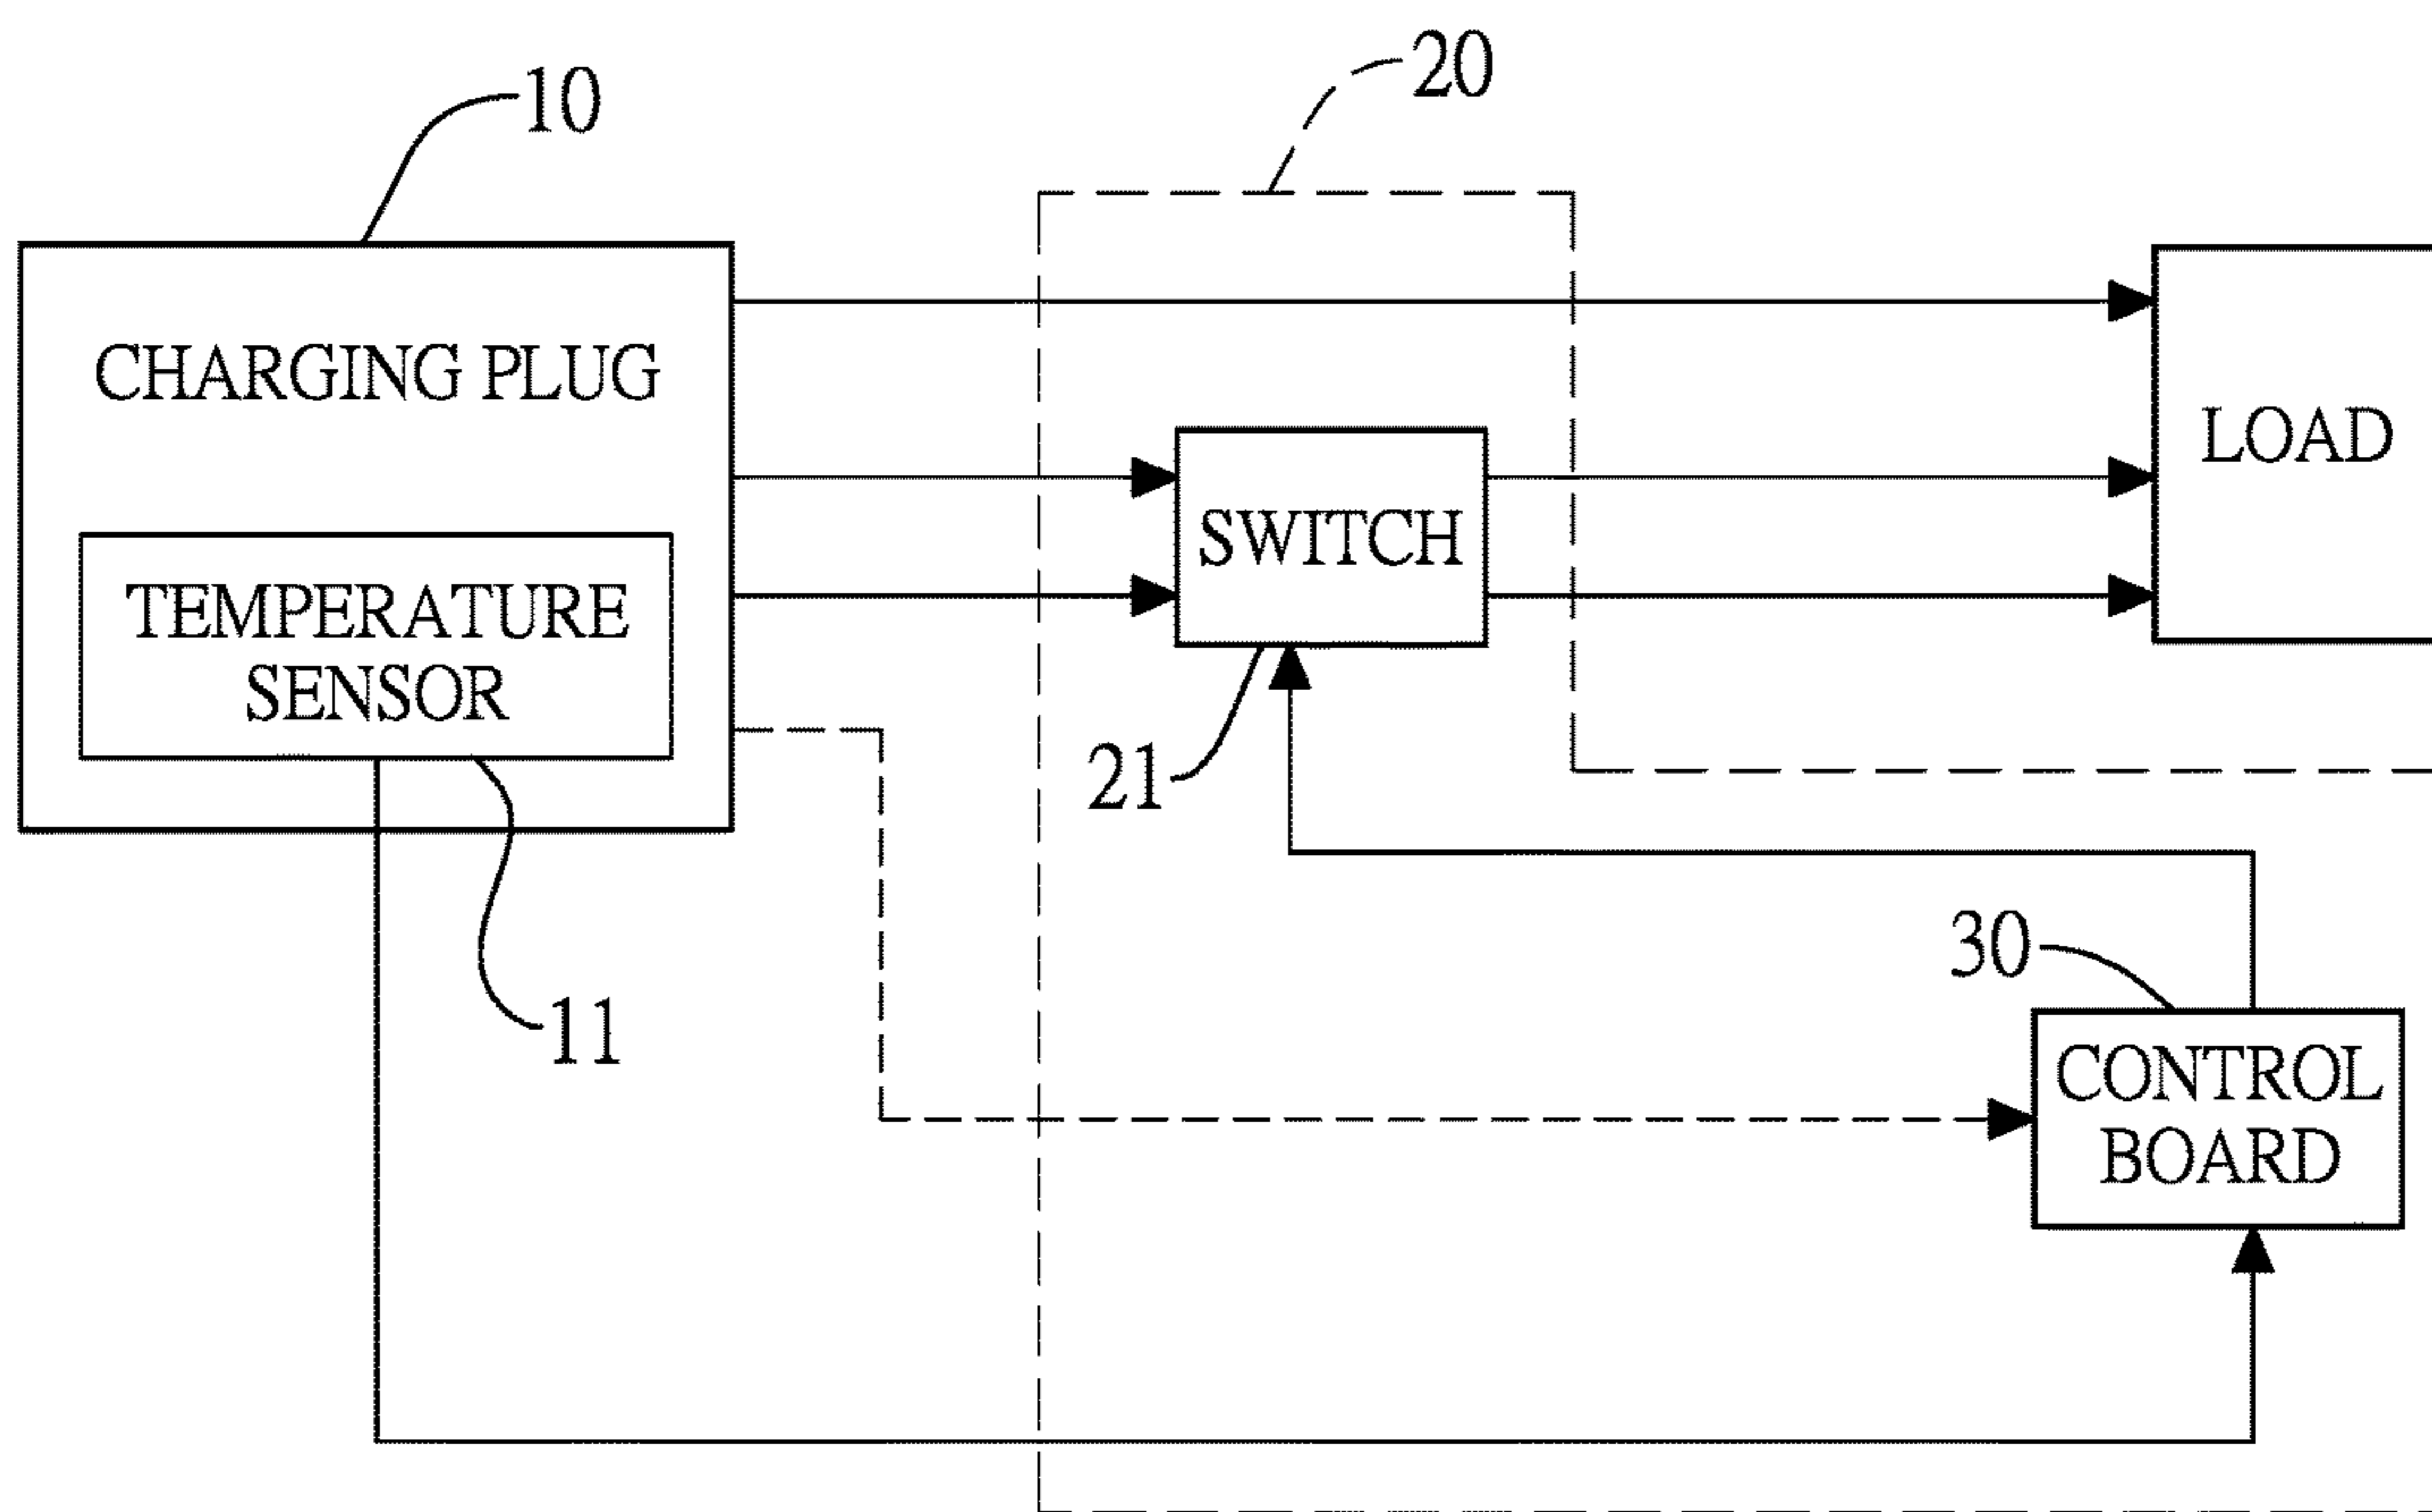 20
10
CHARGING PLUG
LOAD
SWITCH
TEMPERATURE
SENSOR
21
30
11
CONTROL
BOARD